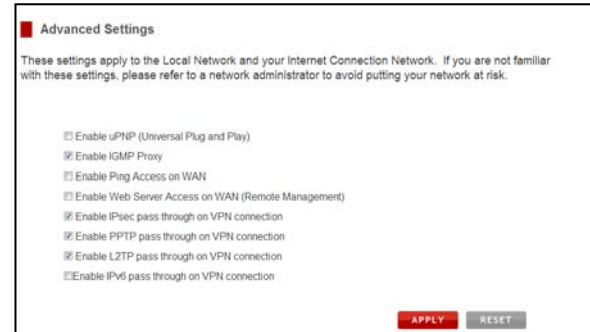 Advanced Settings
These settings apply to the Local Network and your Internet Connection Network. If you are not familiar
with these settings, please refer to a network administrator to avoid putting your network at risk.
Enable uPNP (Universal Plug and Play)
Enable IGMP Proxy
Enable Ping Access on WAN
Enable Web Server Access on WAN (Remote Management)
Enable IPsec pass through on VPN connection
Enable PPTP pass through on VPN connection
Enable L2TP pass through on VPN connection
Enable IPv6 pass through on VPN connection
APPLY RESET